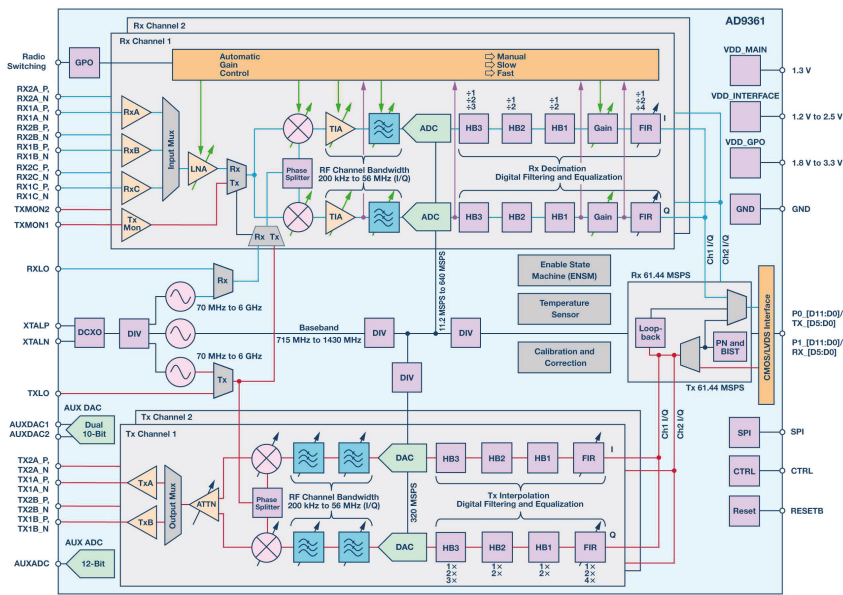 AD9361
Rx Channel 2
Rx Channel 1
Radio
Switching
GPO
Automatic
Gain
Control
Manual
Slow
Fast
VDD_MAIN
1.3 V
VDD_INTERFACE
1.2 V to 2.5 V
VDD_GPO
1.8 V to 3.3 V
GND
GND
RX2A_P,
RX2A_N
RX1A_P,
RX1A_N
RX2B_P,
RX2B_N
RX1B_P,
RX1B_N
RX2C_P,
RX2C_N
RX1C_P,
RX1C_N
TXMON2
TXMON1
RxA
RxB
RxC
Tx
Mon
Input Mux
LNA
Rx
Tx
Phase
Splitter
Rx Tx
TIA
ADC
÷1
÷2
÷3
÷1
÷2
÷1
÷2
÷1
÷2
÷4
HB3
HB2
HB1
Gain
FIR
I
RF Channel Bandwidth
200 kHz to 56 MHz (I/Q)
Rx Decimation
Digital Filtering and Equalization
TIA
ADC
HB3
HB2
HB1
Gain
FIR
Q
Ch1 I/Q
Ch2 I/Q
11.2 MSPS to 640 MSPS
RXLO
Rx
70 MHz to 6 GHz
XTALP
XTALN
DCXO
DIV
Baseband
715 MHz to 1430 MHz
DIV
DIV
DIV
70 MHz to 6 GHz
Tx
TXLO
Enable State
Machine (ENSM)
Temperature
Sensor
Calibration and
Correction
Rx 61.44 MSPS
Loop-
back
PN and
BIST
Tx 61.44 MSPS
CMOS/LVDS Interface
P0_[D11:D0]/
TX_[D5:D0]
P1_[D11:D0]/
RX_[D5:D0]
AUX DAC
AUXDAC1
AUXDAC2
Dual
10-Bit
Tx Channel 2
Tx Channel 1
Ch1 I/Q
Ch2 I/Q
TX2A_P,
TX2A_N
TX1A_P,
TX1A_N
TX2B_P,
TX2B_N
TX1B_P,
TX1B_N
TxA
TxB
Output Mux
ATTN
Phase
Splitter
DAC
HB3
HB2
HB1
FIR
I
RF Channel Bandwidth
200 kHz to 56 MHz (I/Q)
320 MSPS
Tx Interpolation
Digital Filtering and Equalization
DAC
HB3
HB2
HB1
FIR
Q
1×
2×
3×
1×
2×
1×
2×
1×
2×
4×
AUX ADC
AUXADC
12-Bit
SPI
SPI
CTRL
CTRL
Reset
RESETB